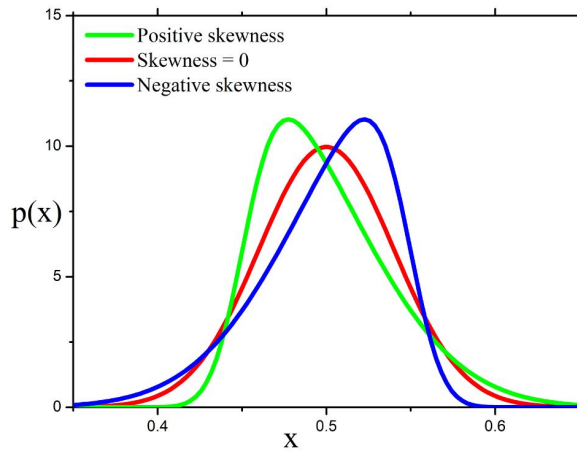 15
Positive skewness
Skewness = 0
Negative skewness
10
p(x)
5
0
0.4
0.5
0.6
x